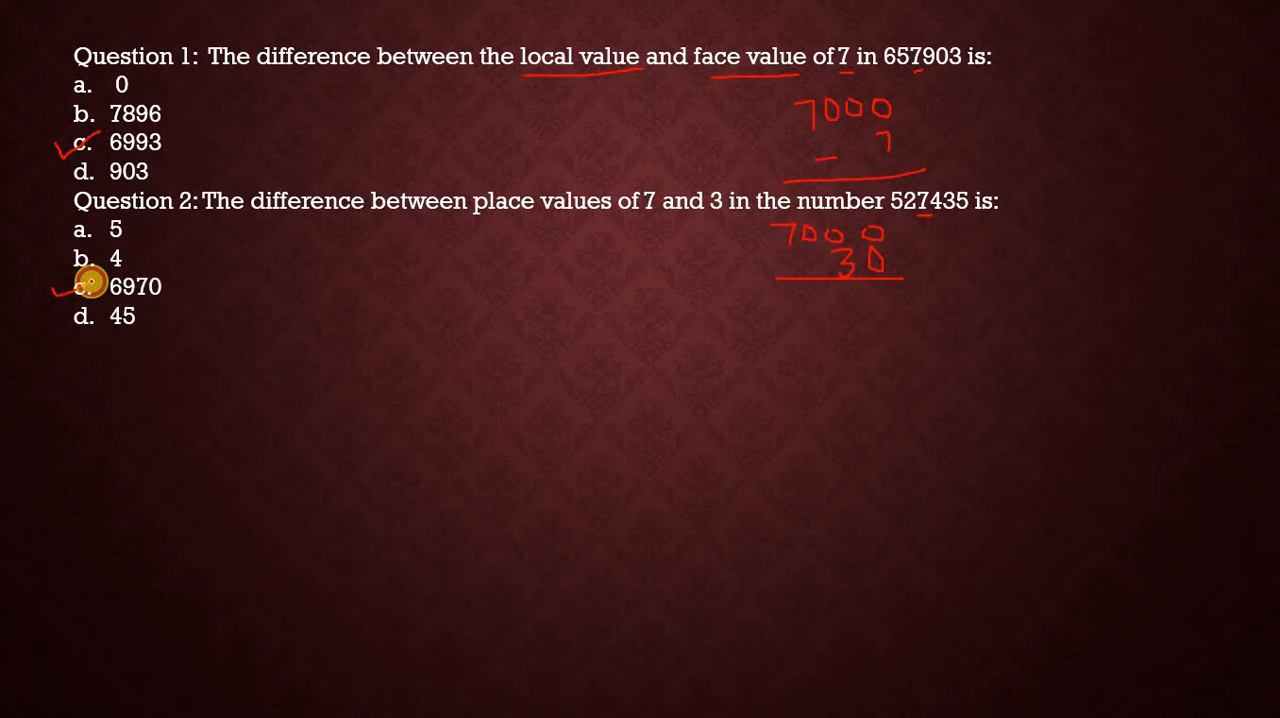 Question 1: The difference between the local value and face value of 7 in 657903 is:
a. 0
b. 7896
c. 6993
d. 903
7000
- 7
Question 2: The difference between place values of 7 and 3 in the number 527435 is:
a. 5
b. 4
c. 6970
d. 45
7000
30